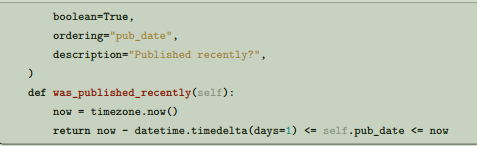 boolean=True,
ordering="pub_date",
description="Published recently?",
)
def was_published_recently(self):
now = timezone.now()
return now - datetime.timedelta(days=1) <= self.pub_date <= now